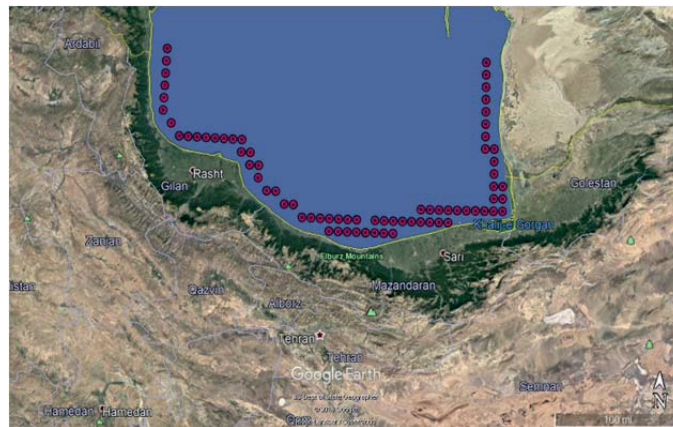 Ardabil
Rasht
Gilan
Golestan
Khalij-e Gorgan
Zanjan
Elburz Mountains
Sari
Qazvin
Mazandaran
Alborz
Tehran
Tehran
Google Earth
Semnan
Hamedan
Hamedan
N
100 mi